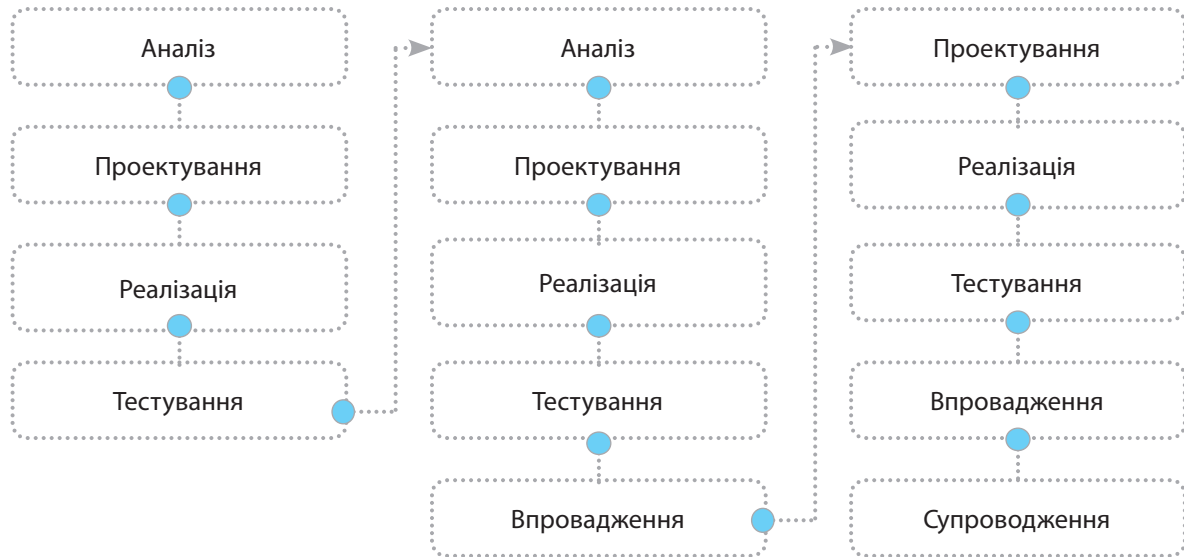 Аналіз
Проектування
Реалізація
Тестування
Аналіз
Проектування
Реалізація
Тестування
Впровадження
Проектування
Реалізація
Тестування
Впровадження
Супроводження